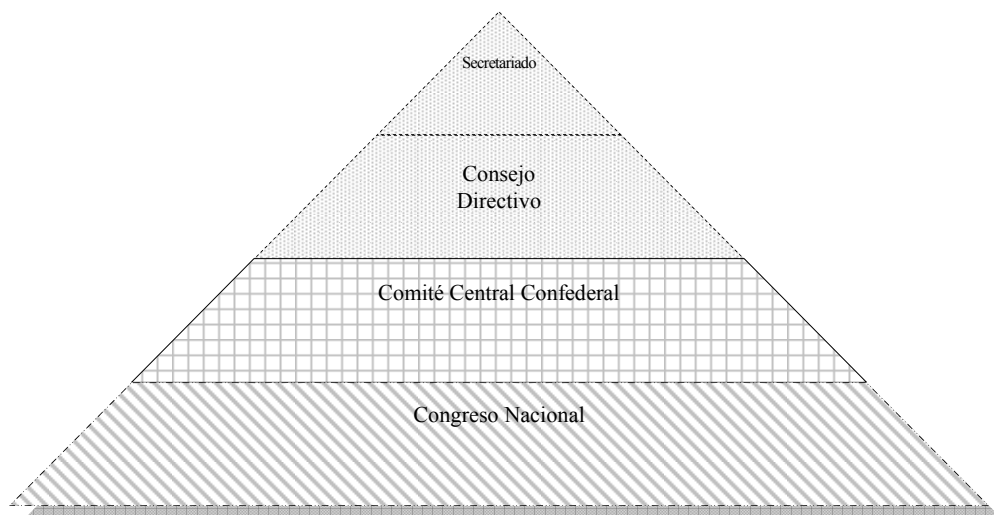 Secretariado
Consejo
Directivo
Comité Central Confederal
Congreso Nacional